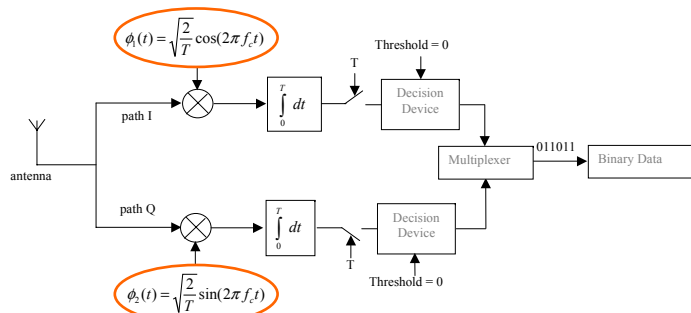 ϕ₁(t) = √(2/T) cos(2π f_c t)
Threshold = 0
T
∫₀ᵀ dt
Decision
Device
path I
antenna
Multiplexer
011011
Binary Data
path Q
∫₀ᵀ dt
Decision
Device
T
Threshold = 0
ϕ₂(t) = √(2/T) sin(2π f_c t)